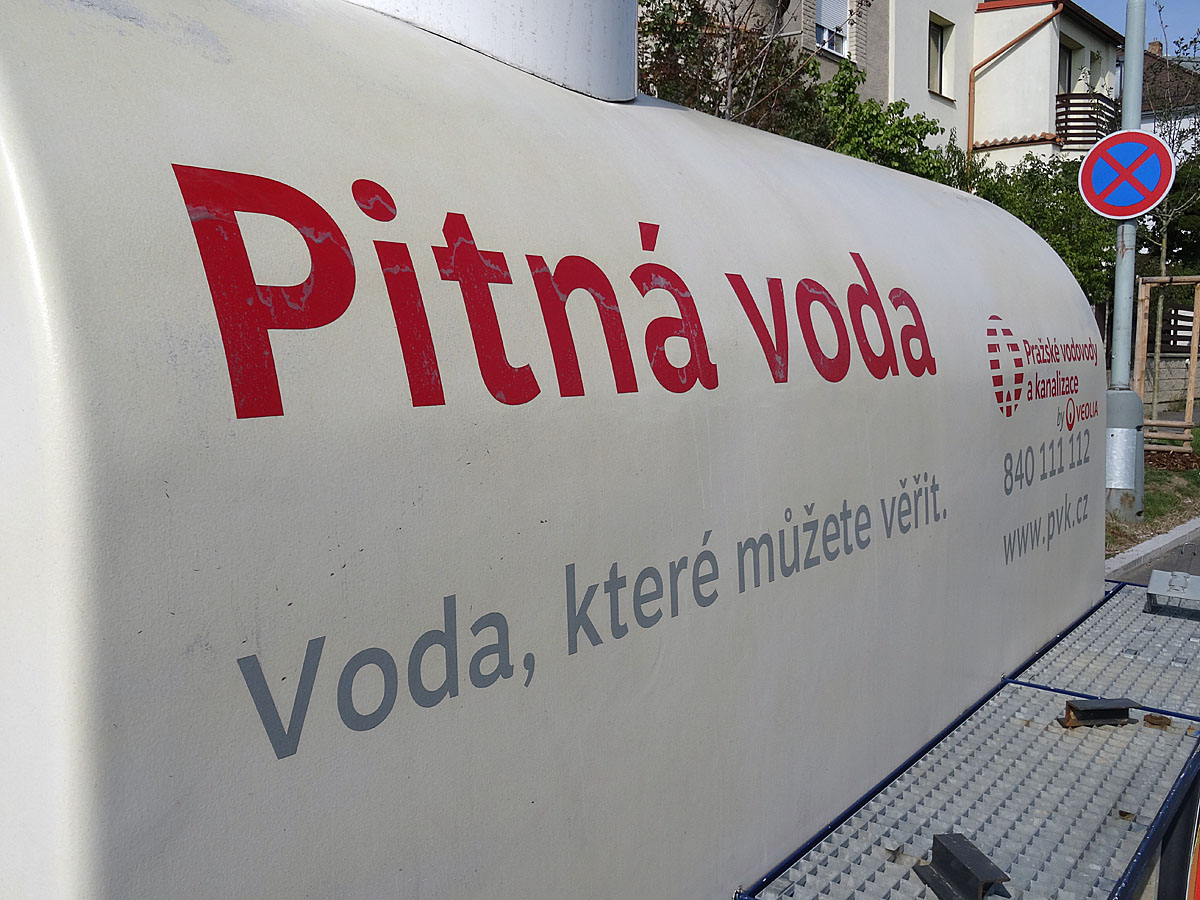 Pitná voda
Voda, které můžete věřit.
Pražské vodovody
a kanalizace
by VEOLIA
840 111 112
www.pvk.cz